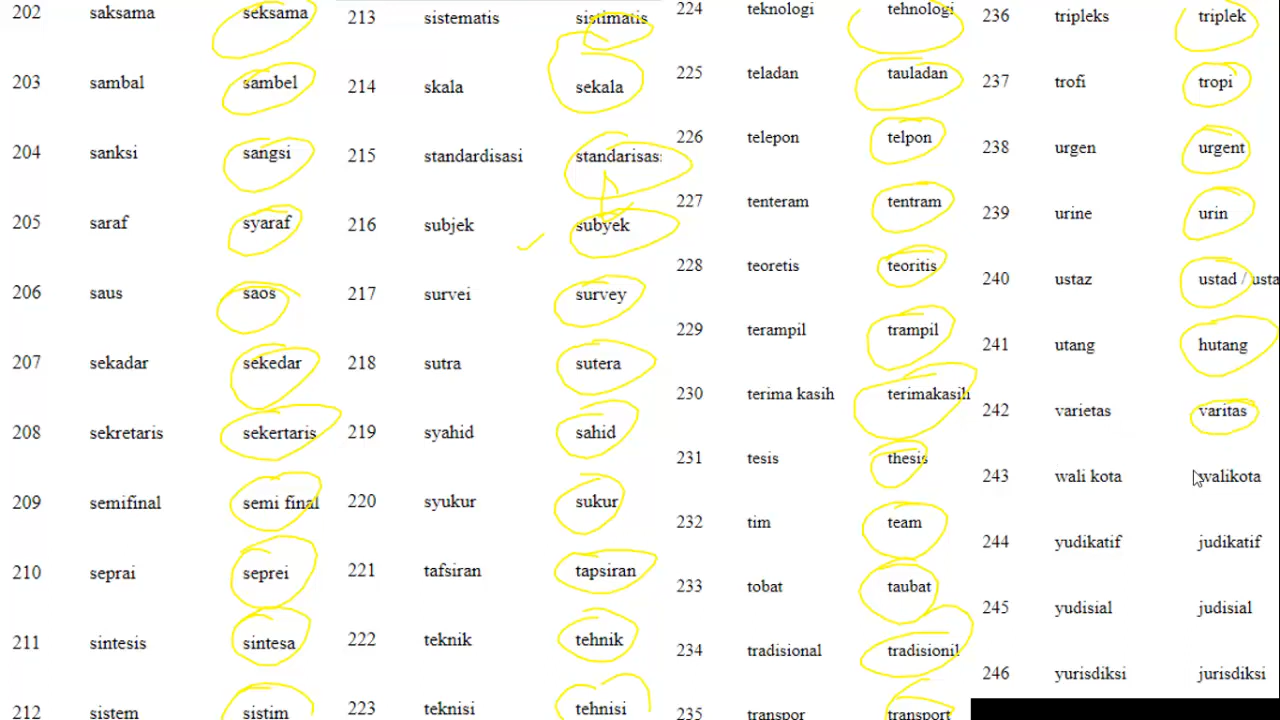 202 saksama seksama
203 sambal sambel
204 sanksi sangsi
205 saraf syaraf
206 saus saos
207 sekadar sekedar
208 sekretaris sekertaris
209 semifinal semi final
210 seprai seprei
211 sintesis sintesa
212 sistem sistim
213 sistematis sistimatis
214 skala sekala
215 standardisasi standarisasi
216 subjek subyek
217 survei survey
218 sutra sutera
219 syahid sahid
220 syukur sukur
221 tafsiran tapsiran
222 teknik tehnik
223 teknisi tehnisi
224 teknologi tehnologi
225 teladan tauladan
226 telepon telpon
227 tenteram tentram
228 teoretis teoritis
229 terampil trampil
230 terima kasih terimakasih
231 tesis thesis
232 tim team
233 tobat taubat
234 tradisional tradisionil
235 transpor transport
236 tripleks triplek
237 trofi tropi
238 urgen urgent
239 urine urin
240 ustaz ustad / usta
241 utang hutang
242 varietas varitas
243 wali kota walikota
244 yudikatif judikatif
245 yudisial judisial
246 yurisdiksi jurisdiksi